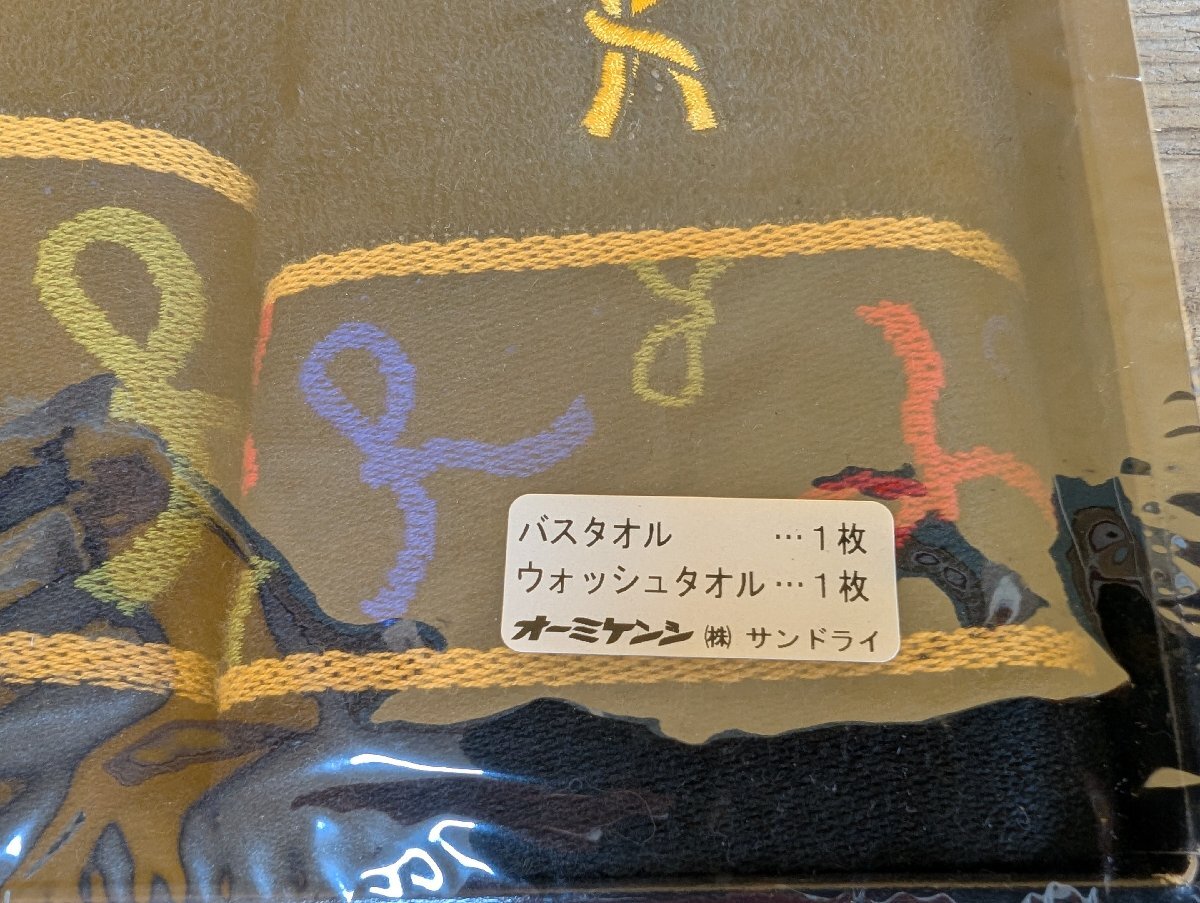 バスタオル …1枚
ウォッシュタオル…1枚
オーミケンシ ㈱ サンドライ